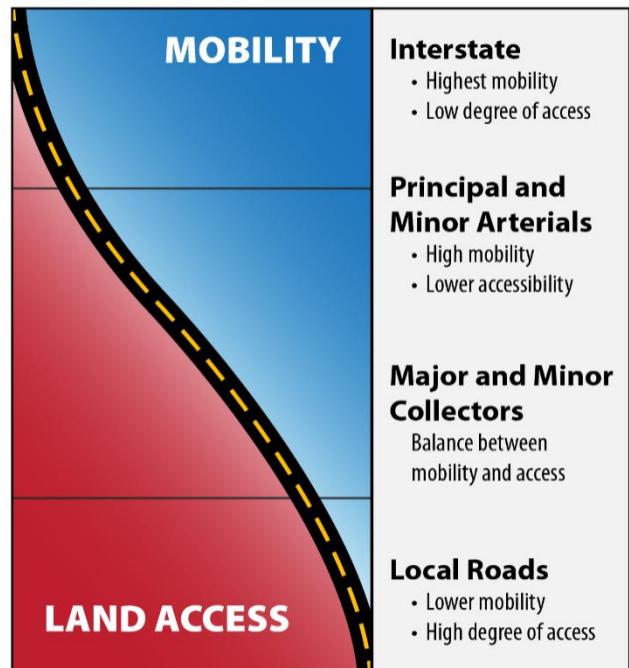 MOBILITY
Interstate
• Highest mobility
• Low degree of access
Principal and
Minor Arterials
• High mobility
• Lower accessibility
Major and Minor
Collectors
Balance between
mobility and access
Local Roads
• Lower mobility
• High degree of access
LAND ACCESS